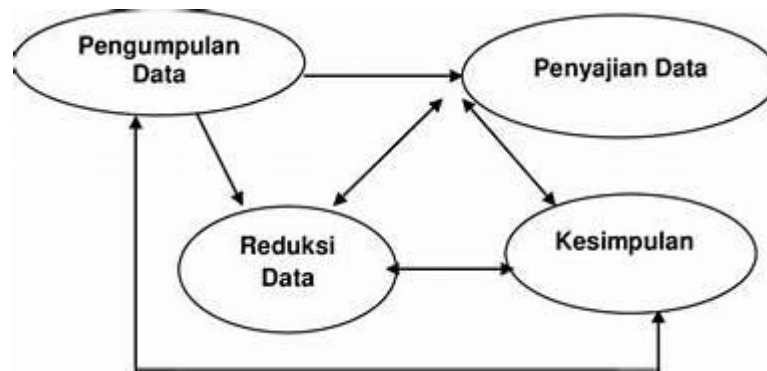 Pengumpulan
Data
Penyajian Data
Reduksi
Data
Kesimpulan